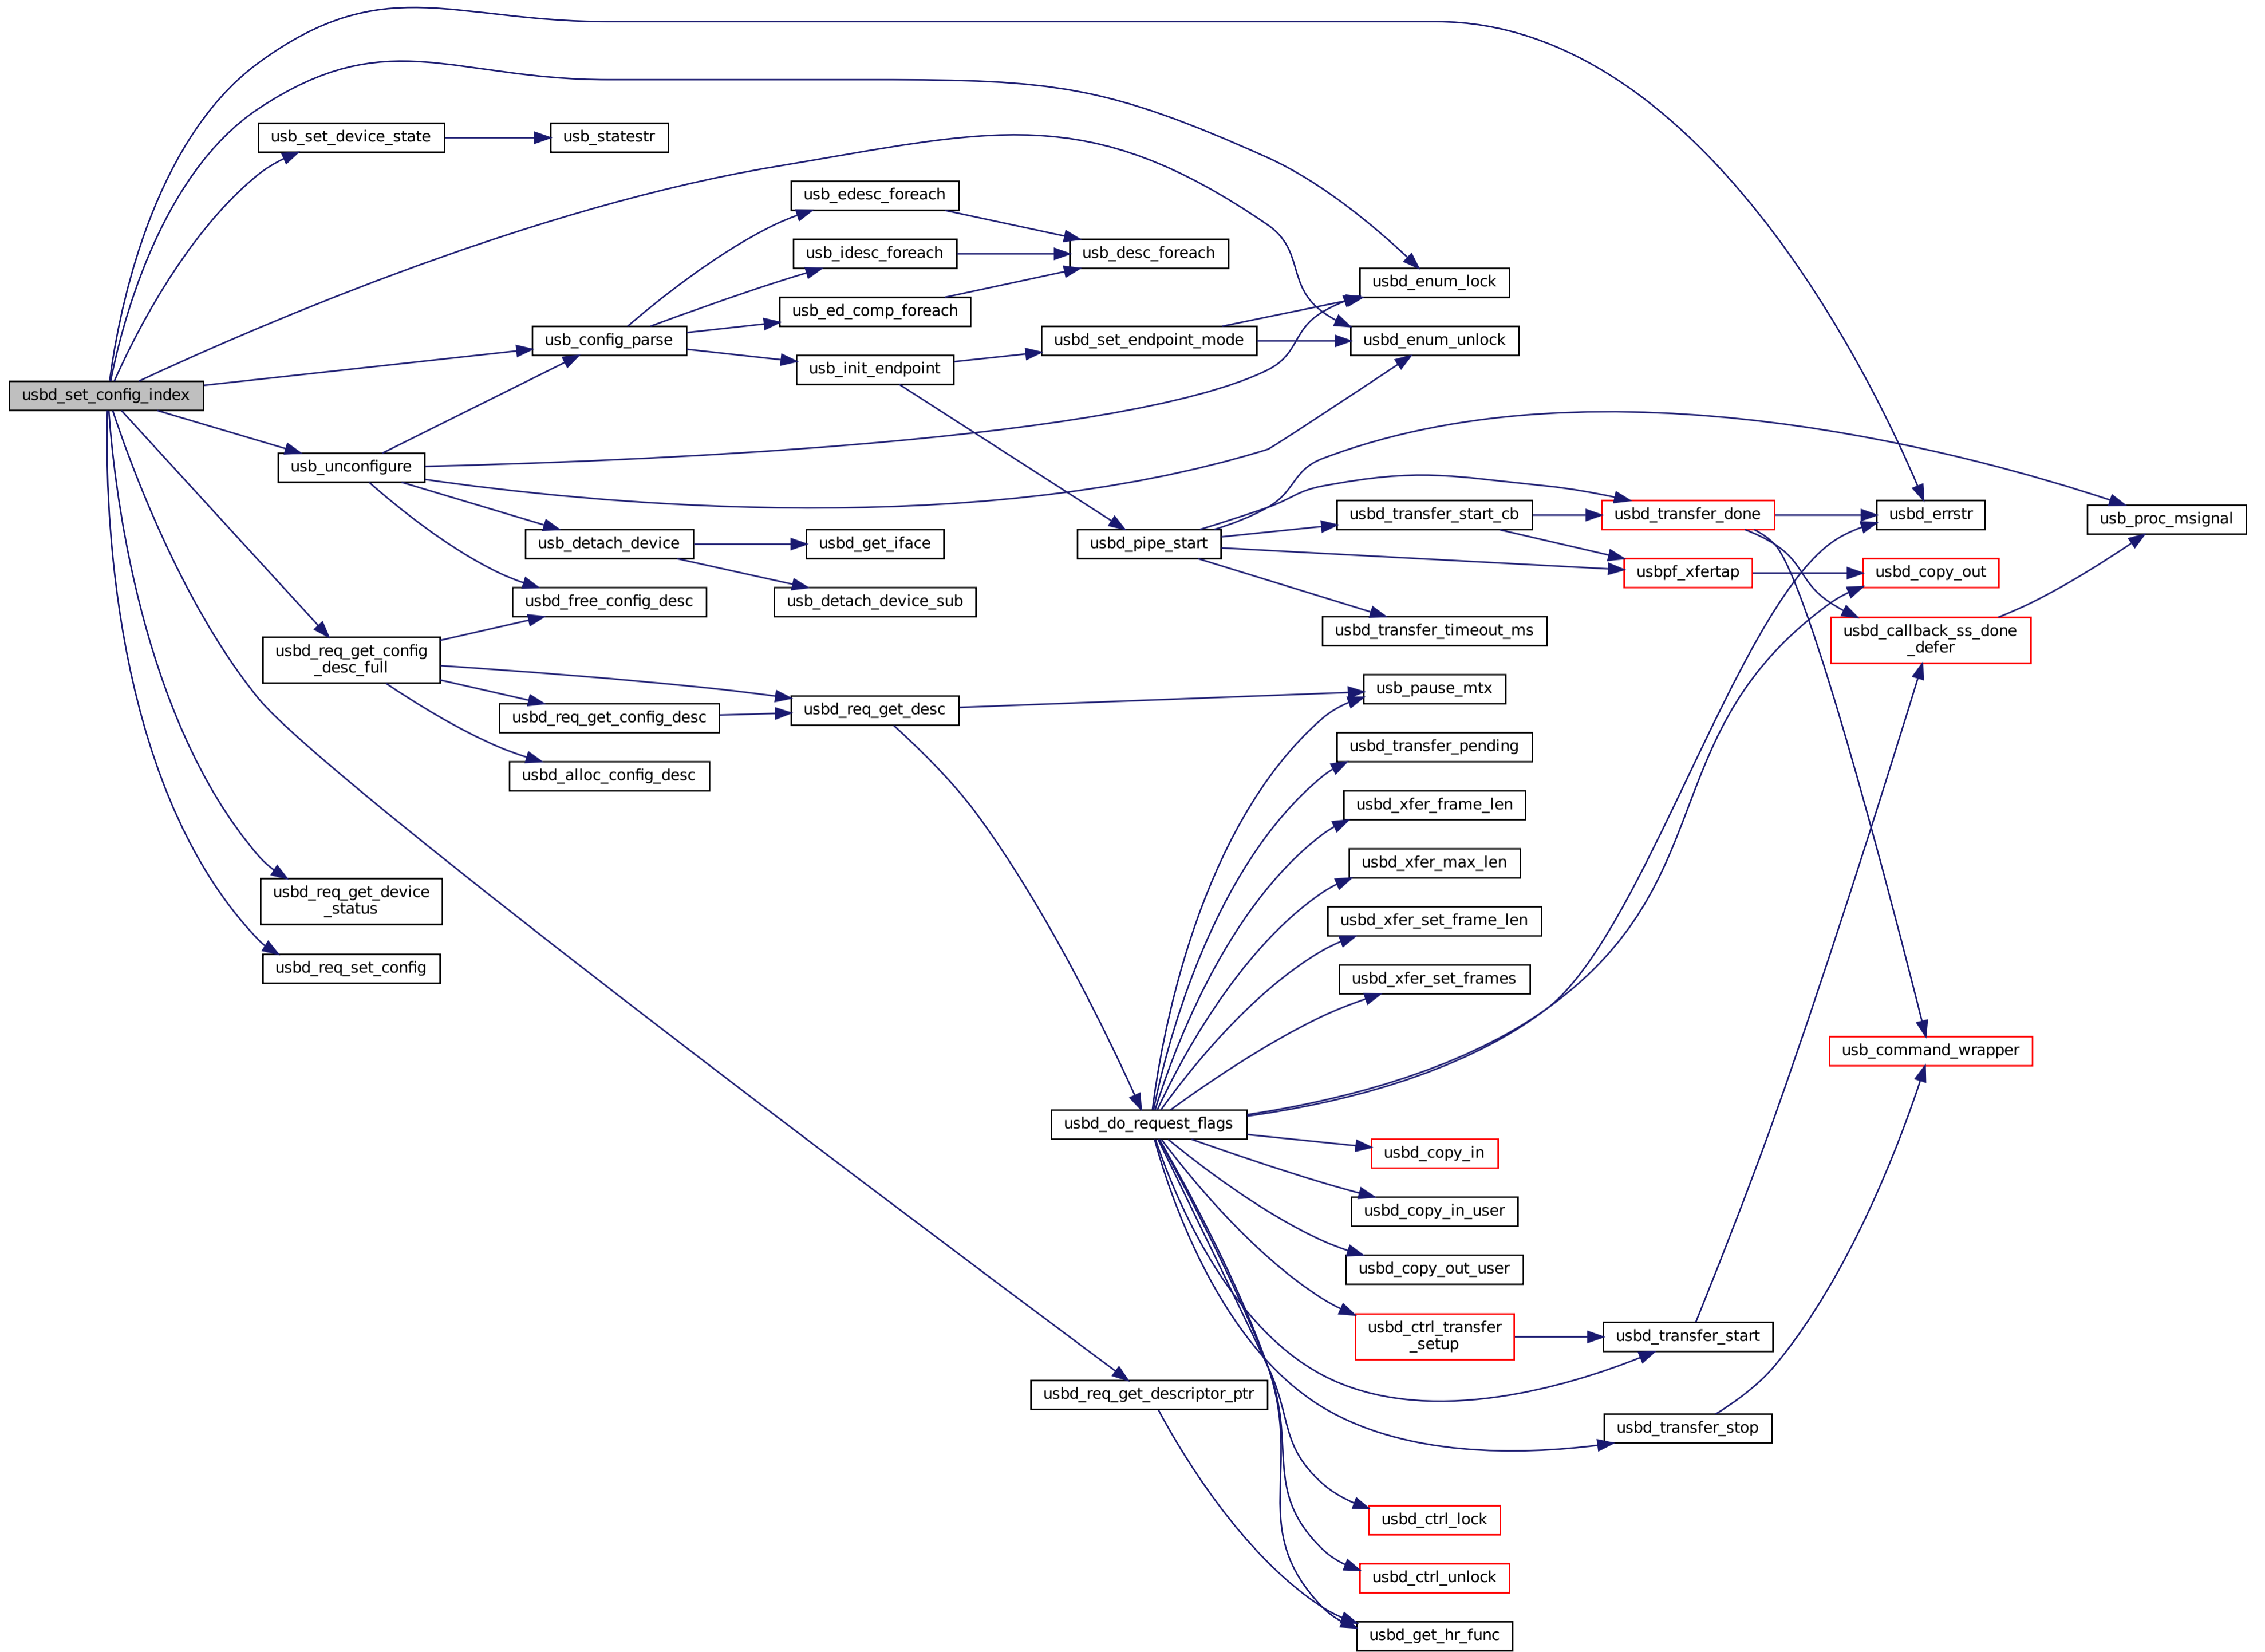 usbd_set_config_index
usb_set_device_state
usb_statestr
usb_edesc_foreach
usb_idesc_foreach
usb_desc_foreach
usb_ed_comp_foreach
usb_config_parse
usb_init_endpoint
usbd_set_endpoint_mode
usbd_enum_lock
usbd_enum_unlock
usb_unconfigure
usb_detach_device
usbd_get_iface
usb_detach_device_sub
usbd_free_config_desc
usbd_pipe_start
usbd_transfer_start_cb
usbd_transfer_done
usbd_errstr
usb_proc_msignal
usbpf_xfertap
usbd_copy_out
usbd_transfer_timeout_ms
usbd_callback_ss_done
_defer
usbd_req_get_config
_desc_full
usbd_req_get_config_desc
usbd_req_get_desc
usb_pause_mtx
usbd_alloc_config_desc
usbd_transfer_pending
usbd_xfer_frame_len
usbd_xfer_max_len
usbd_req_get_device
_status
usbd_xfer_set_frame_len
usbd_req_set_config
usbd_xfer_set_frames
usb_command_wrapper
usbd_do_request_flags
usbd_copy_in
usbd_copy_in_user
usbd_copy_out_user
usbd_ctrl_transfer
_setup
usbd_transfer_start
usbd_req_get_descriptor_ptr
usbd_transfer_stop
usbd_ctrl_lock
usbd_ctrl_unlock
usbd_get_hr_func